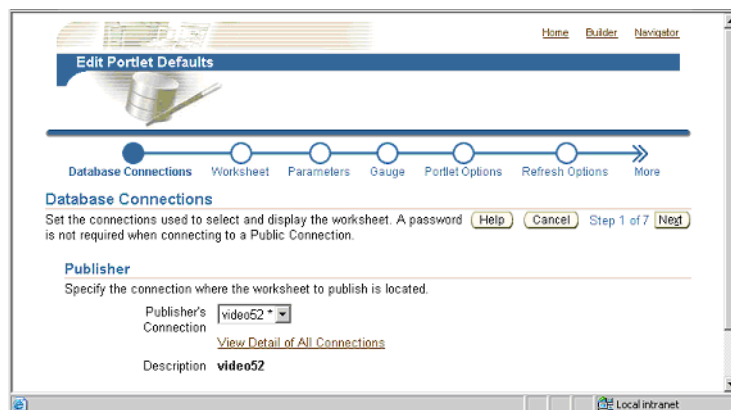 Home Builder Navigator
Edit Portlet Defaults
Database Connections Worksheet Parameters Gauge Portlet Options Refresh Options More
Database Connections
Set the connections used to select and display the worksheet. A password Help Cancel Step 1 of 7 Next
is not required when connecting to a Public Connection.
Publisher
Specify the connection where the worksheet to publish is located.
Publisher's video52 *
Connection
View Detail of All Connections
Description video52
Local intranet